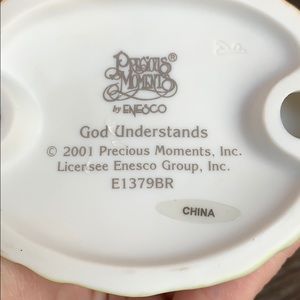 PRECIOUS MOMENTS®
by ENESCO
God Understands
© 2001 Precious Moments, Inc.
Licensee Enesco Group, Inc.
E1379BR
CHINA